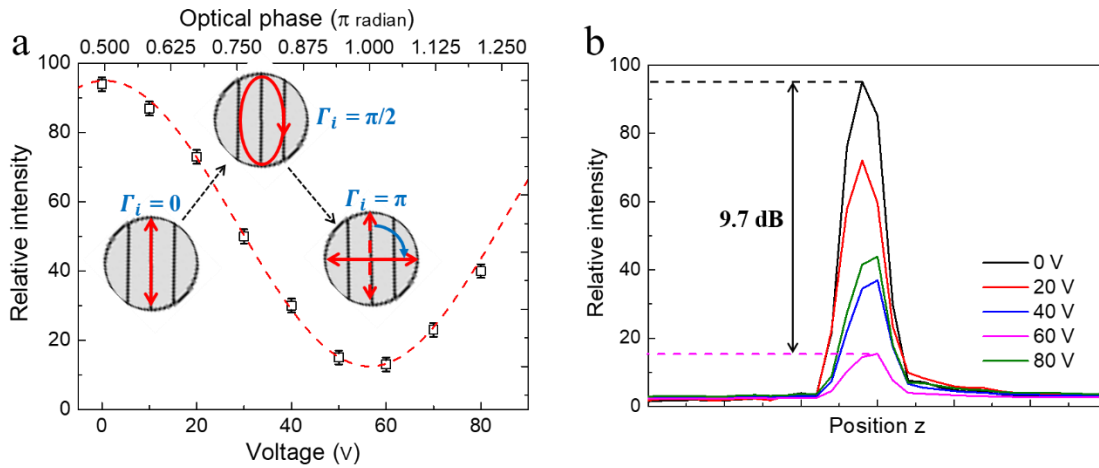 a
Optical phase (π radian)
0.500 0.625 0.750 0.875 1.000 1.125 1.250
100
80
60
40
20
0
Relative intensity
Γi = 0
Γi = π/2
Γi = π
0 20 40 60 80
Voltage (V)
b
100
80
60
40
20
0
Relative intensity
9.7 dB
0 V
20 V
40 V
60 V
80 V
Position z